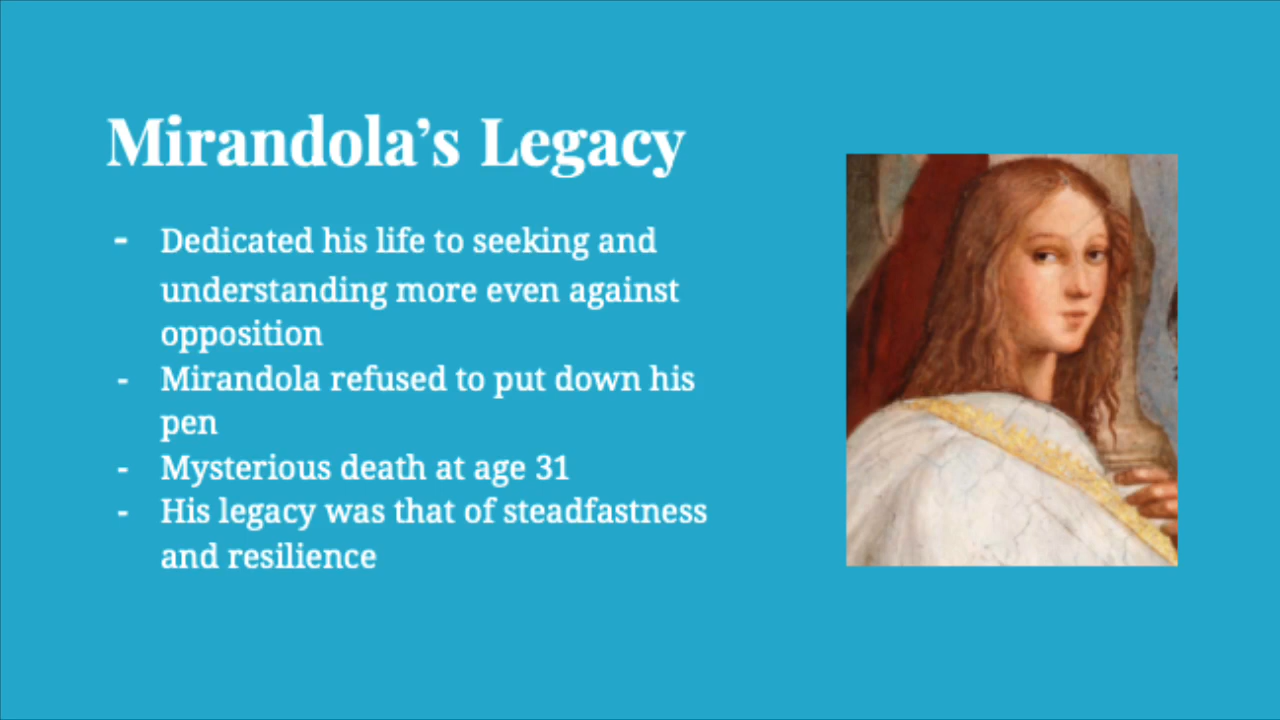 Mirandola’s Legacy
- Dedicated his life to seeking and
understanding more even against
opposition
- Mirandola refused to put down his
pen
- Mysterious death at age 31
- His legacy was that of steadfastness
and resilience